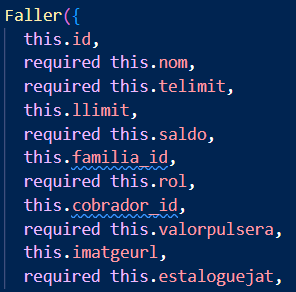 Faller({
this.id,
required this.nom,
required this.telimit,
this.llimit,
required this.saldo,
this.familia_id,
required this.rol,
this.cobrador_id,
required this.valorpulsera,
this.imatgeurl,
required this.estaloguejat,